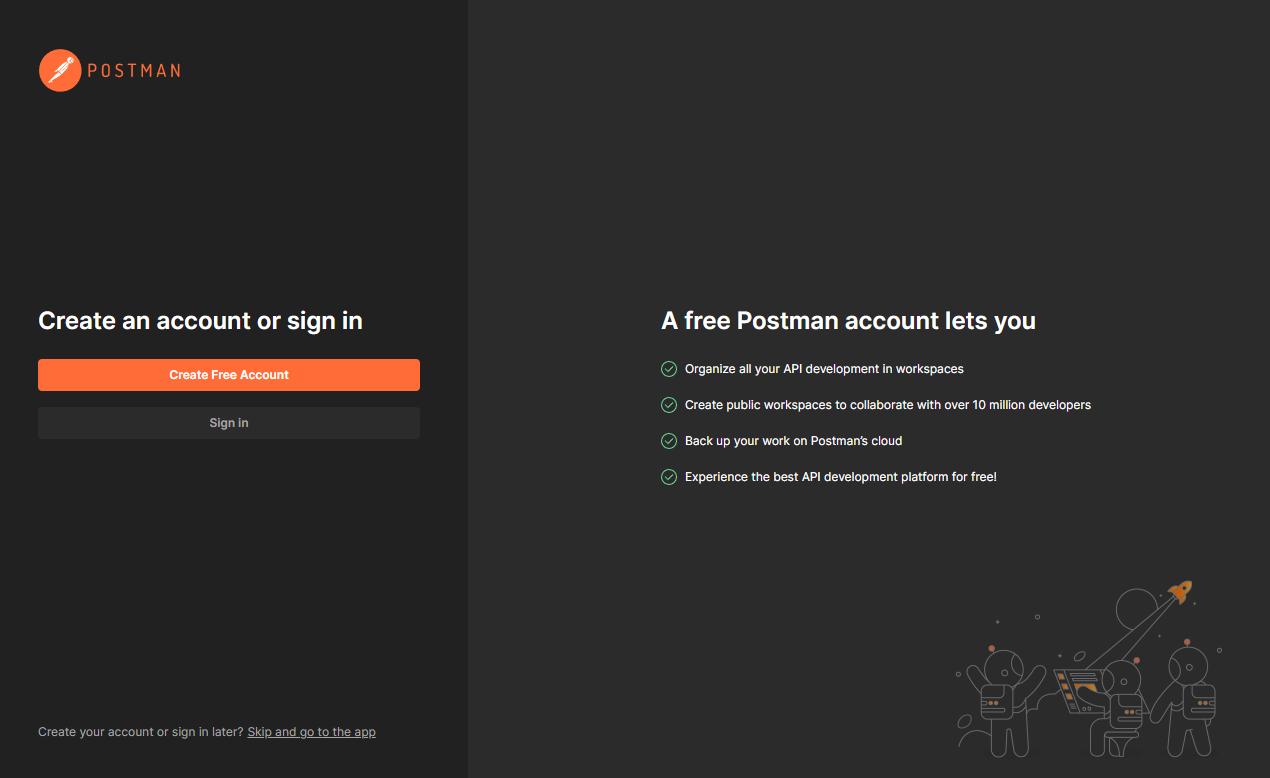 POSTMAN
Create an account or sign in
Create Free Account
Sign in
Create your account or sign in later? Skip and go to the app
A free Postman account lets you
Organize all your API development in workspaces
Create public workspaces to collaborate with over 10 million developers
Back up your work on Postman’s cloud
Experience the best API development platform for free!